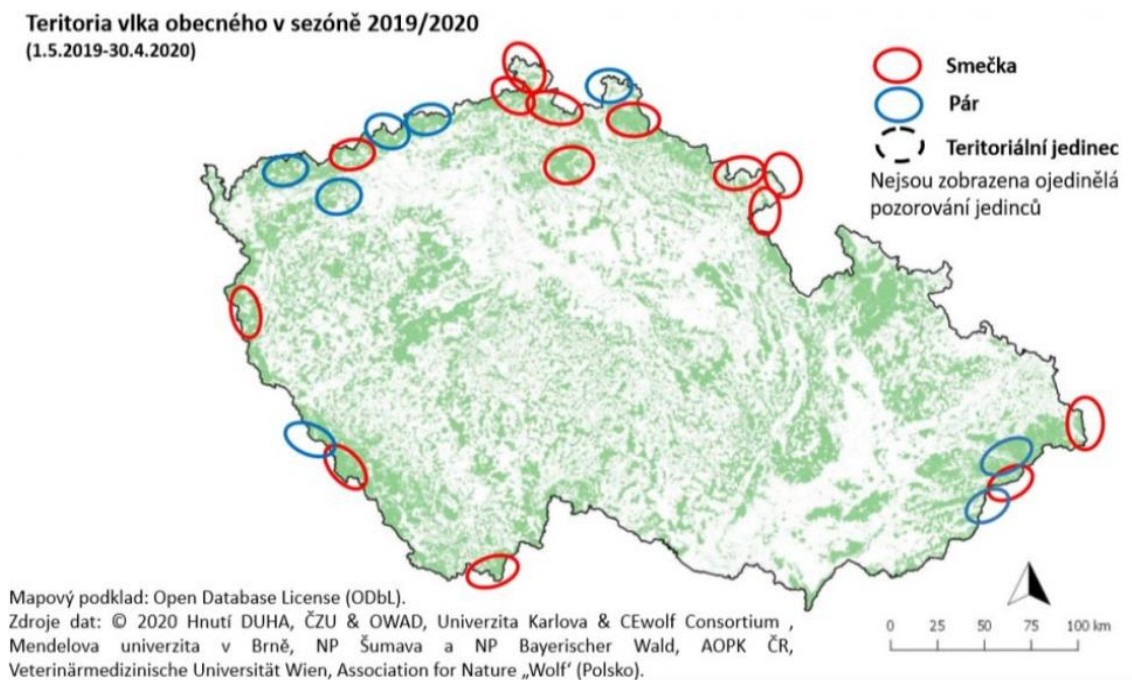 Teritoria vlka obecného v sezóně 2019/2020
(1.5.2019-30.4.2020)
Smečka
Pár
Teritoriální jedinec
Nejsou zobrazena ojedinělá
pozorování jedinců
Mapový podklad: Open Database License (ODbL).
Zdroje dat: © 2020 Hnutí DUHA, ČZU & OWAD, Univerzita Karlova & CEwolf Consortium ,
Mendelova univerzita v Brně, NP Šumava a NP Bayerischer Wald, AOPK ČR,
Veterinärmedizinische Universität Wien, Association for Nature „Wolf‘ (Polsko).
0 25 50 75 100 km